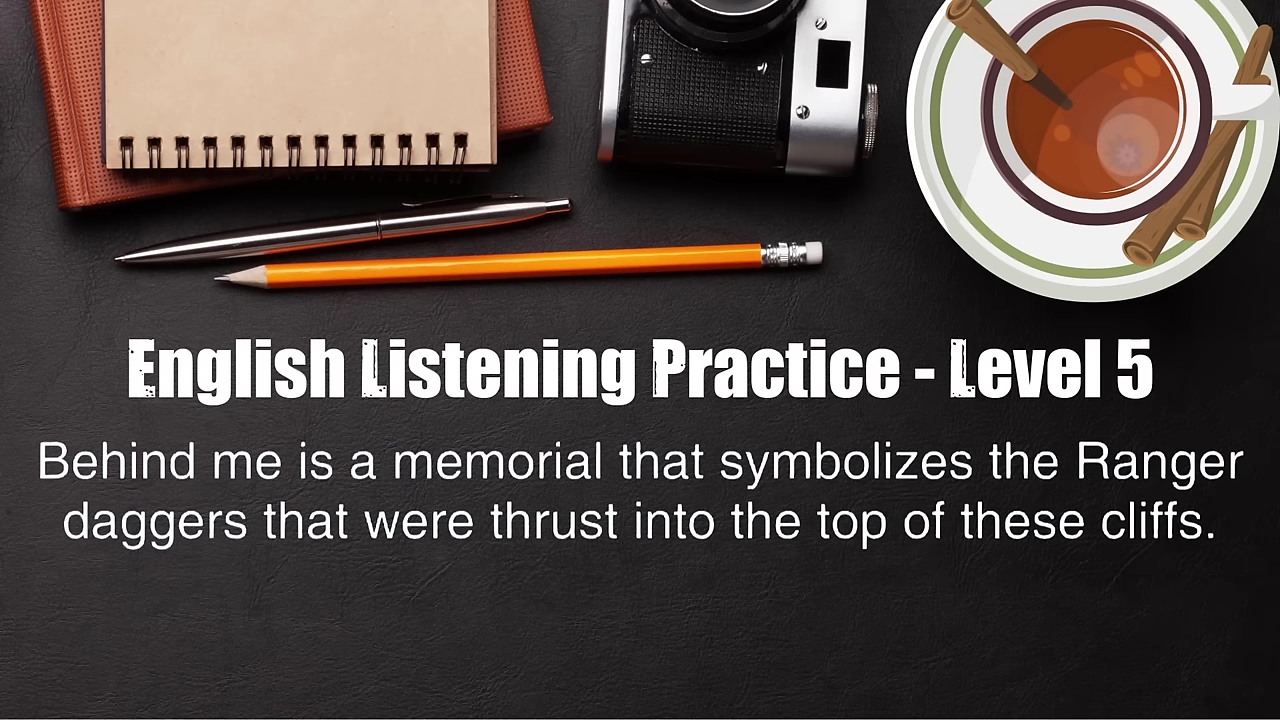 English Listening Practice - Level 5
Behind me is a memorial that symbolizes the Ranger
daggers that were thrust into the top of these cliffs.